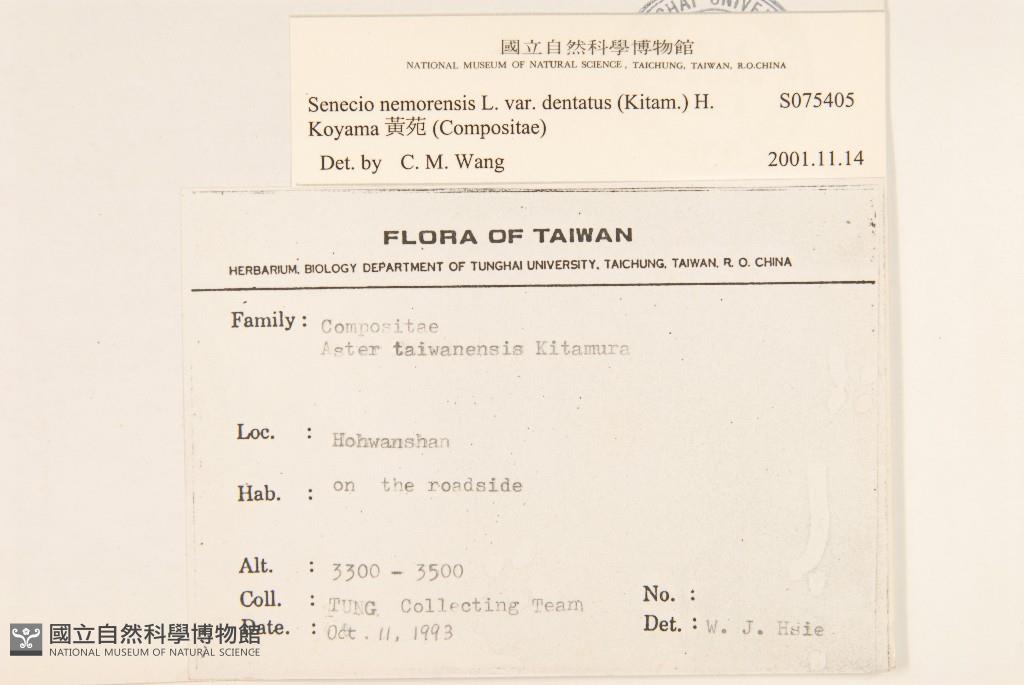 國立自然科學博物館
NATIONAL MUSEUM OF NATURAL SCIENCE, TAICHUNG, TAIWAN, R.O.CHINA
Senecio nemorensis L. var. dentatus (Kitam.) H. S075405
Koyama 黃苑 (Compositae)
Det. by C. M. Wang 2001.11.14
FLORA OF TAIWAN
HERBARIUM, BIOLOGY DEPARTMENT OF TUNGHAI UNIVERSITY, TAICHUNG, TAIWAN, R. O. CHINA
Family : Compositae
Aster taiwanensis Kitamura
Loc. : Hohwanshan
Hab. : on the roadside
Alt. : 3300 - 3500
Coll. : TUNG Collecting Team No. :
Date. : Oct. 11, 1993 Det. : W. J. Hsie
國立自然科學博物館
NATIONAL MUSEUM OF NATURAL SCIENCE